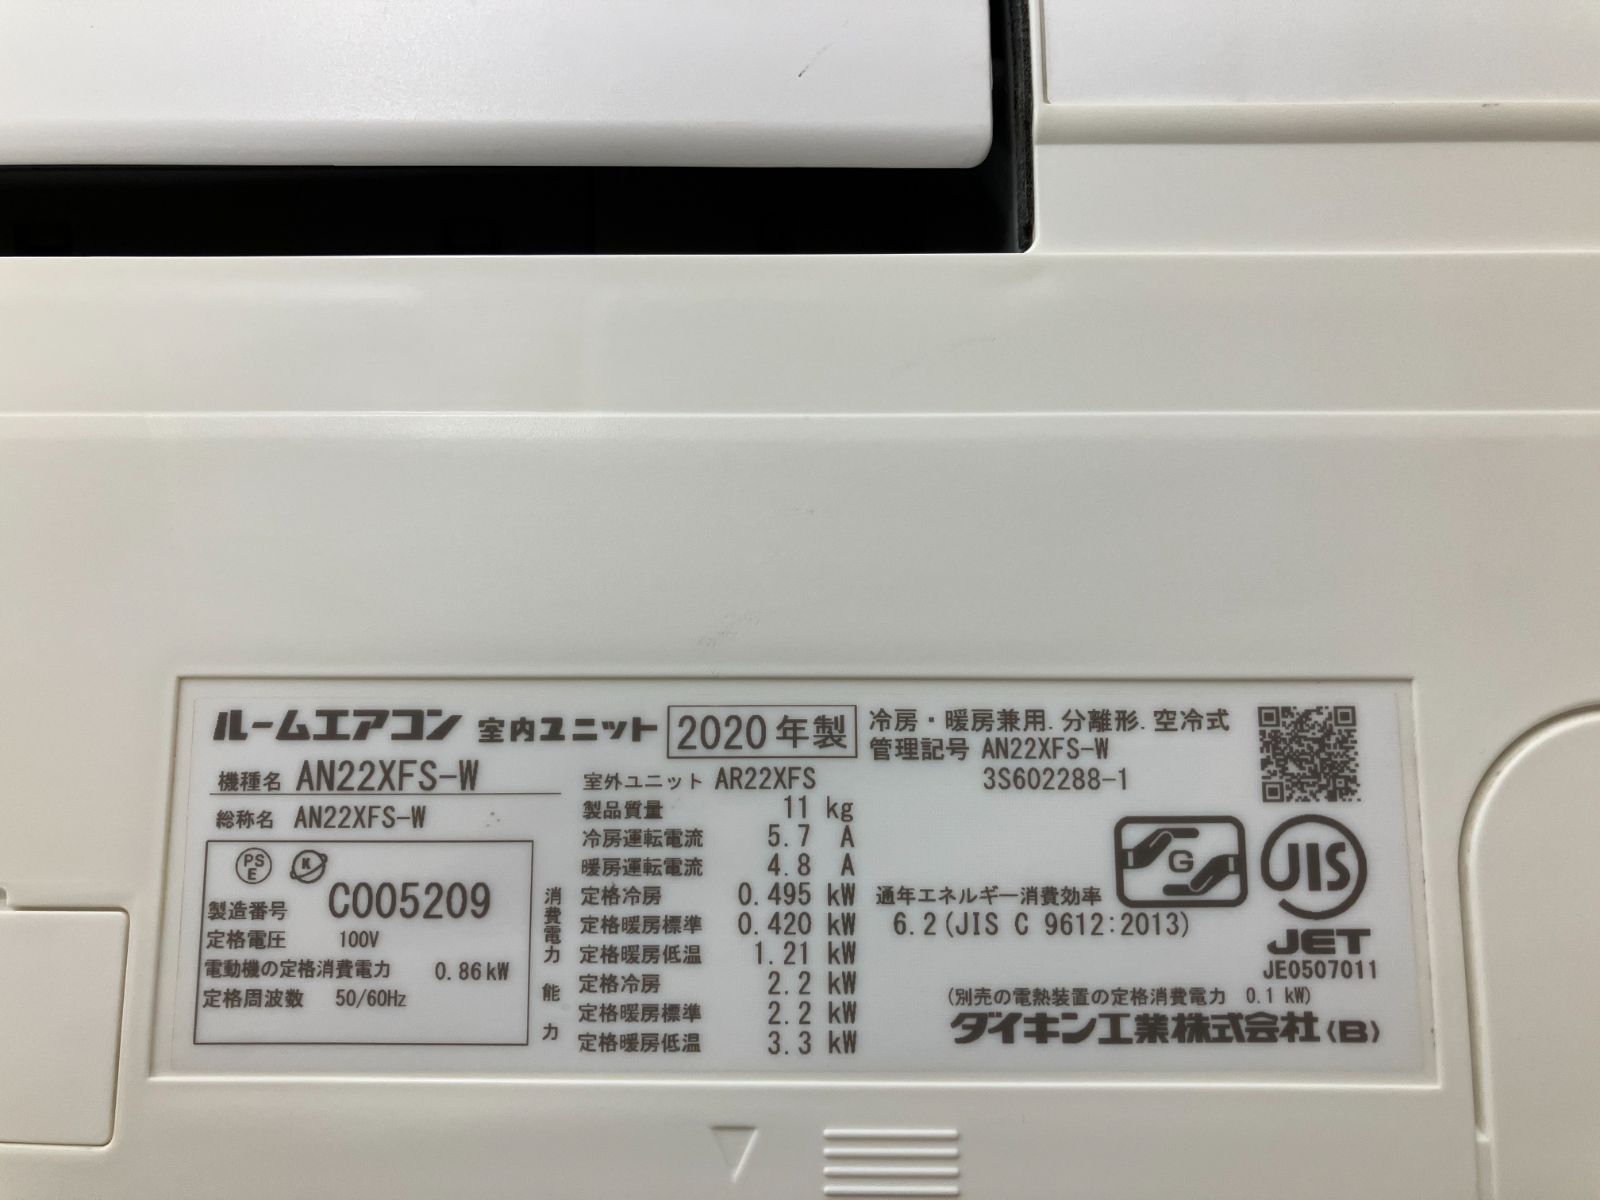 ルームエアコン 室内ユニット 2020年製
機種名 AN22XFS-W
総称名 AN22XFS-W
PS
E
K
製造番号 C005209
定格電圧 100V
電動機の定格消費電力 0.86kW
定格周波数 50/60Hz
室外ユニット AR22XFS
製品質量 11 kg
冷房運転電流 5.7 A
暖房運転電流 4.8 A
消費電力
定格冷房 0.495 kW
定格暖房標準 0.420 kW
定格暖房低温 1.21 kW
能力
定格冷房 2.2 kW
定格暖房標準 2.2 kW
定格暖房低温 3.3 kW
冷房・暖房兼用.分離形.空冷式
管理記号 AN22XFS-W
3S602288-1
G
JIS
通年エネルギー消費効率
6.2(JIS C 9612:2013)
JET
JE0507011
(別売の電熱装置の定格消費電力 0.1 kW)
ダイキン工業株式会社〈B〉